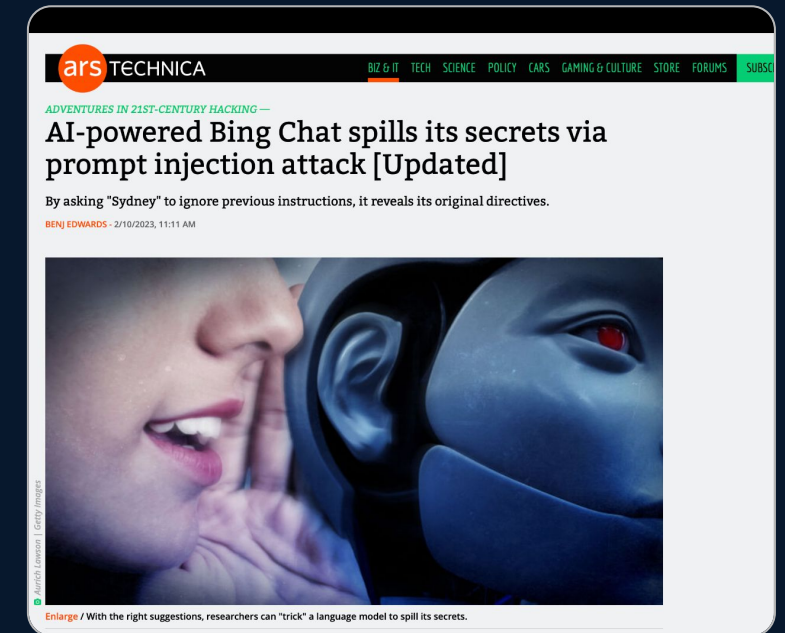 ars TECHNICA
BIZ & IT TECH SCIENCE POLICY CARS GAMING & CULTURE STORE FORUMS SUBSCI
ADVENTURES IN 21ST-CENTURY HACKING —
AI-powered Bing Chat spills its secrets via
prompt injection attack [Updated]
By asking "Sydney" to ignore previous instructions, it reveals its original directives.
BENJ EDWARDS - 2/10/2023, 11:11 AM
Aurich Lawson | Getty Images
Enlarge / With the right suggestions, researchers can "trick" a language model to spill its secrets.